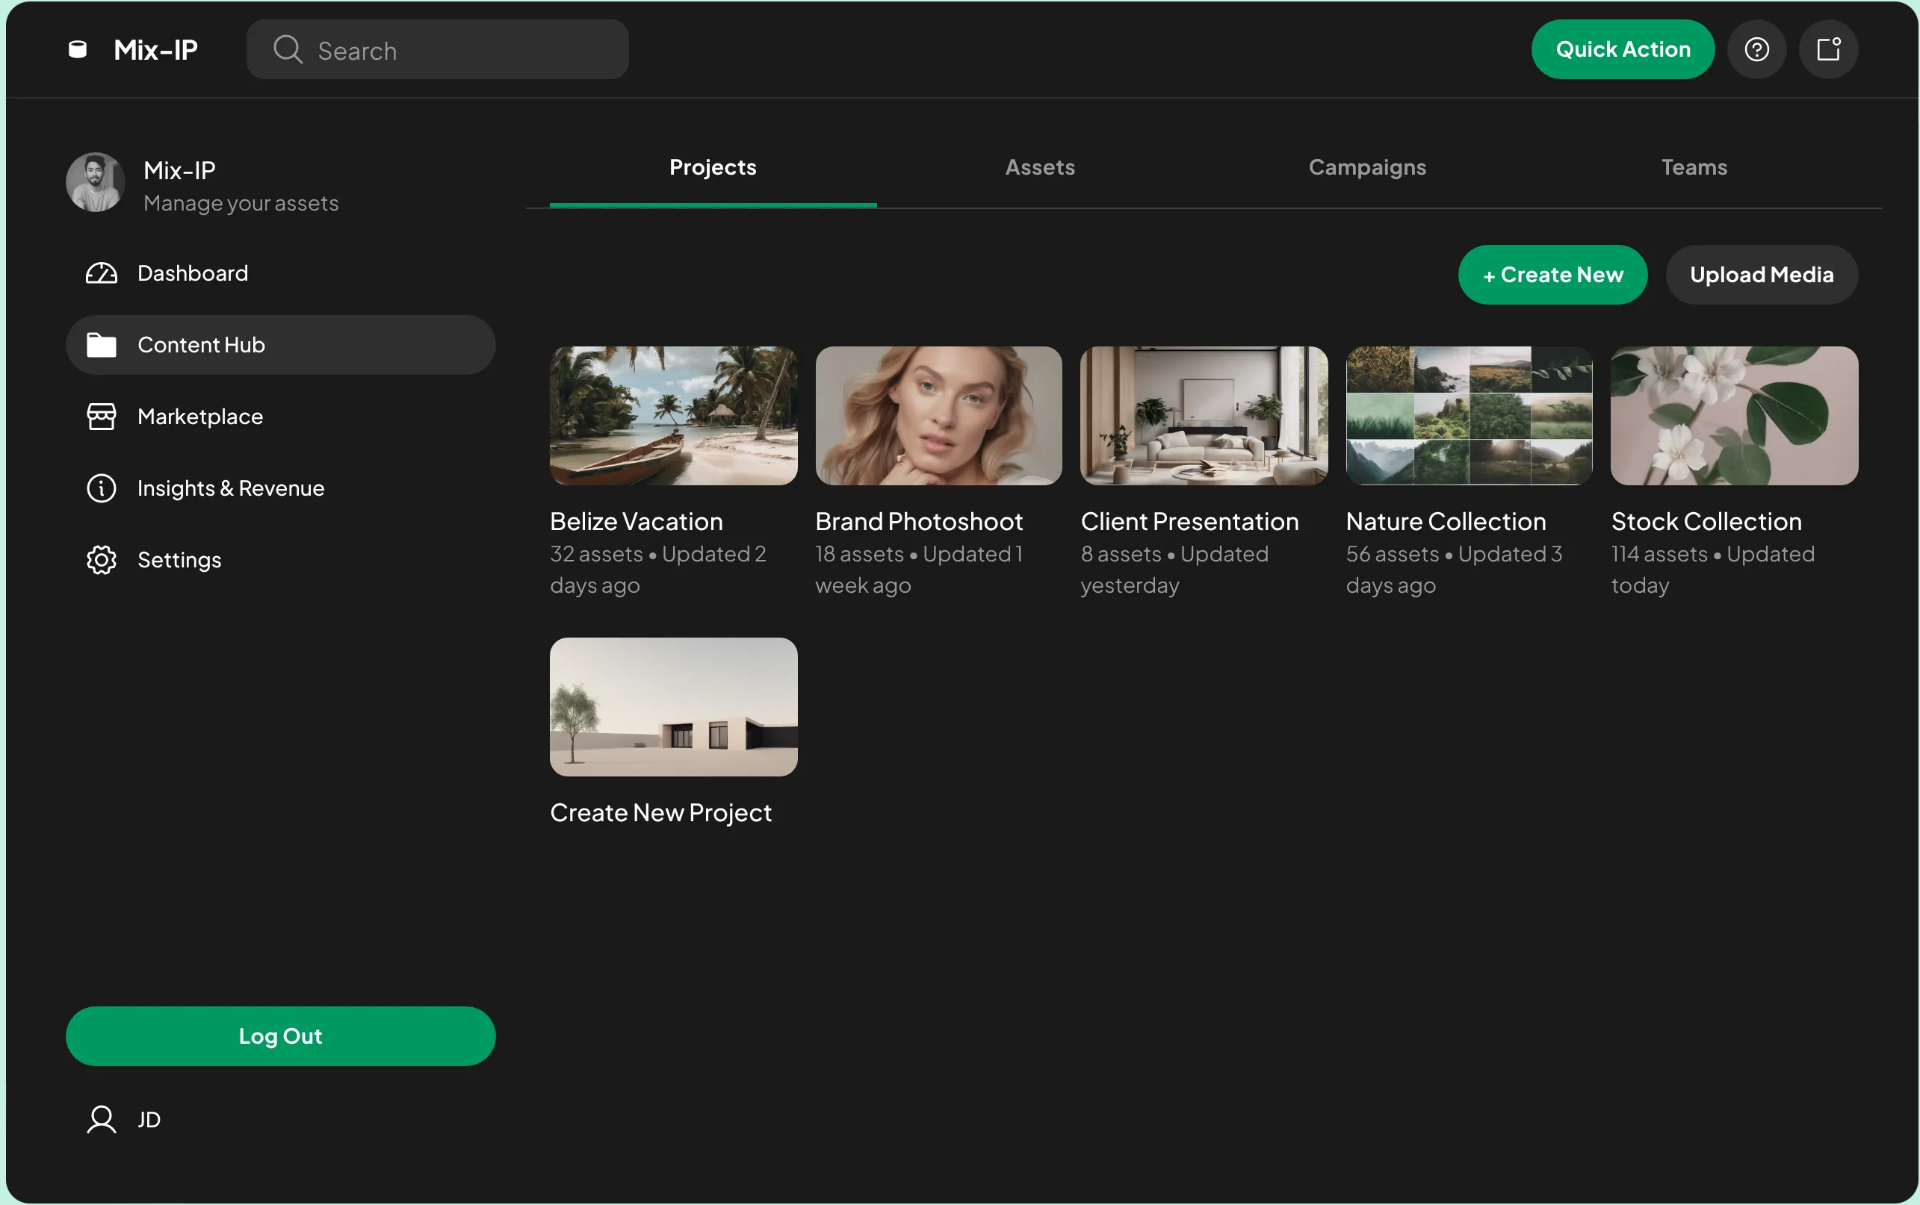 Mix-IP
Search
Quick Action
Mix-IP
Manage your assets
Dashboard
Content Hub
Marketplace
Insights & Revenue
Settings
Log Out
JD
Projects
Assets
Campaigns
Teams
+ Create New
Upload Media
Belize Vacation
32 assets • Updated 2
days ago
Brand Photoshoot
18 assets • Updated 1
week ago
Client Presentation
8 assets • Updated
yesterday
Nature Collection
56 assets • Updated 3
days ago
Stock Collection
114 assets • Updated
today
Create New Project